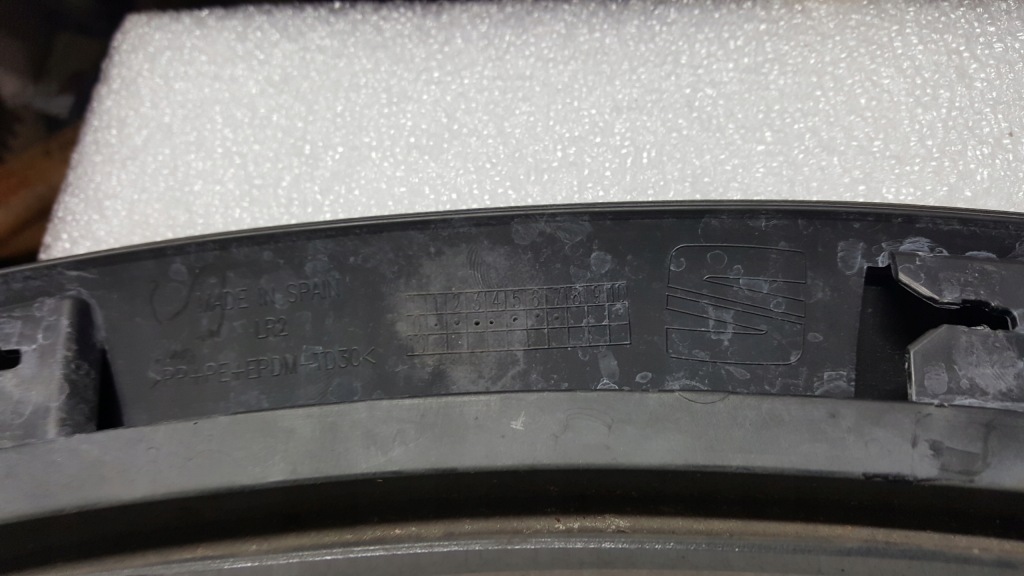 MADE IN SPAIN
LR2
>PP+PE+EPDM-TD30<
1 2 3 4 5 6 7 8 9 10